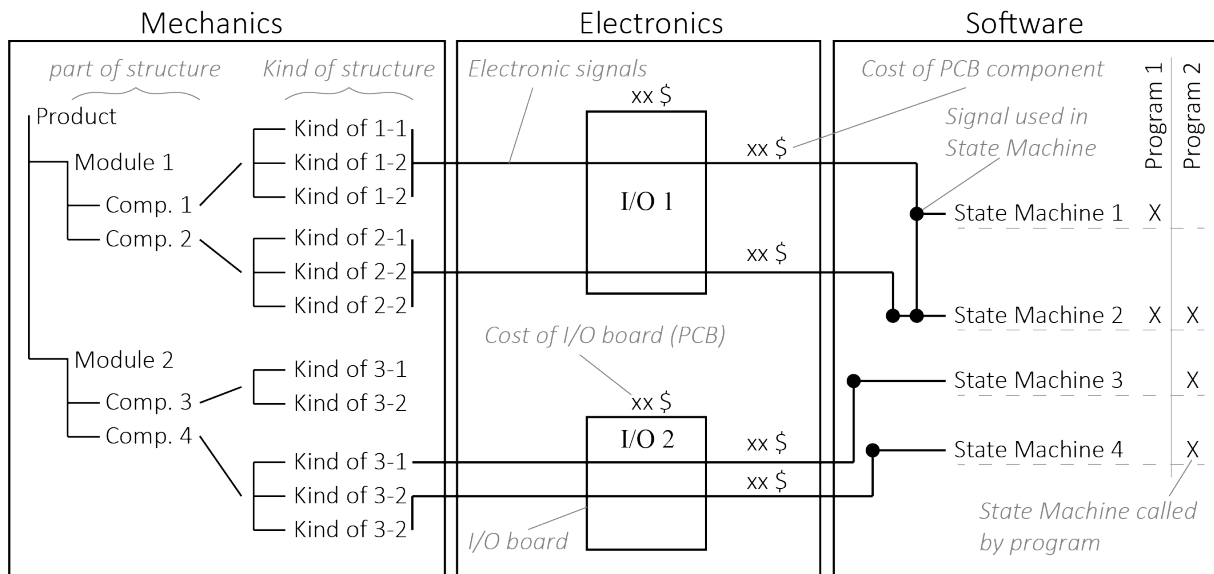 Mechanics
Electronics
Software
part of structure
Kind of structure
Product
Module 1
Comp. 1
Comp. 2
Kind of 1-1
Kind of 1-2
Kind of 1-2
Kind of 2-1
Kind of 2-2
Kind of 2-2
Module 2
Comp. 3
Comp. 4
Kind of 3-1
Kind of 3-2
Kind of 3-1
Kind of 3-2
Kind of 3-2
Electronic signals
xx $
I/O 1
xx $
xx $
Cost of I/O board (PCB)
xx $
I/O 2
xx $
xx $
I/O board
Cost of PCB component
Signal used in
State Machine
Program 1
Program 2
State Machine 1 X
State Machine 2 X X
State Machine 3 X
State Machine 4 X
State Machine called
by program